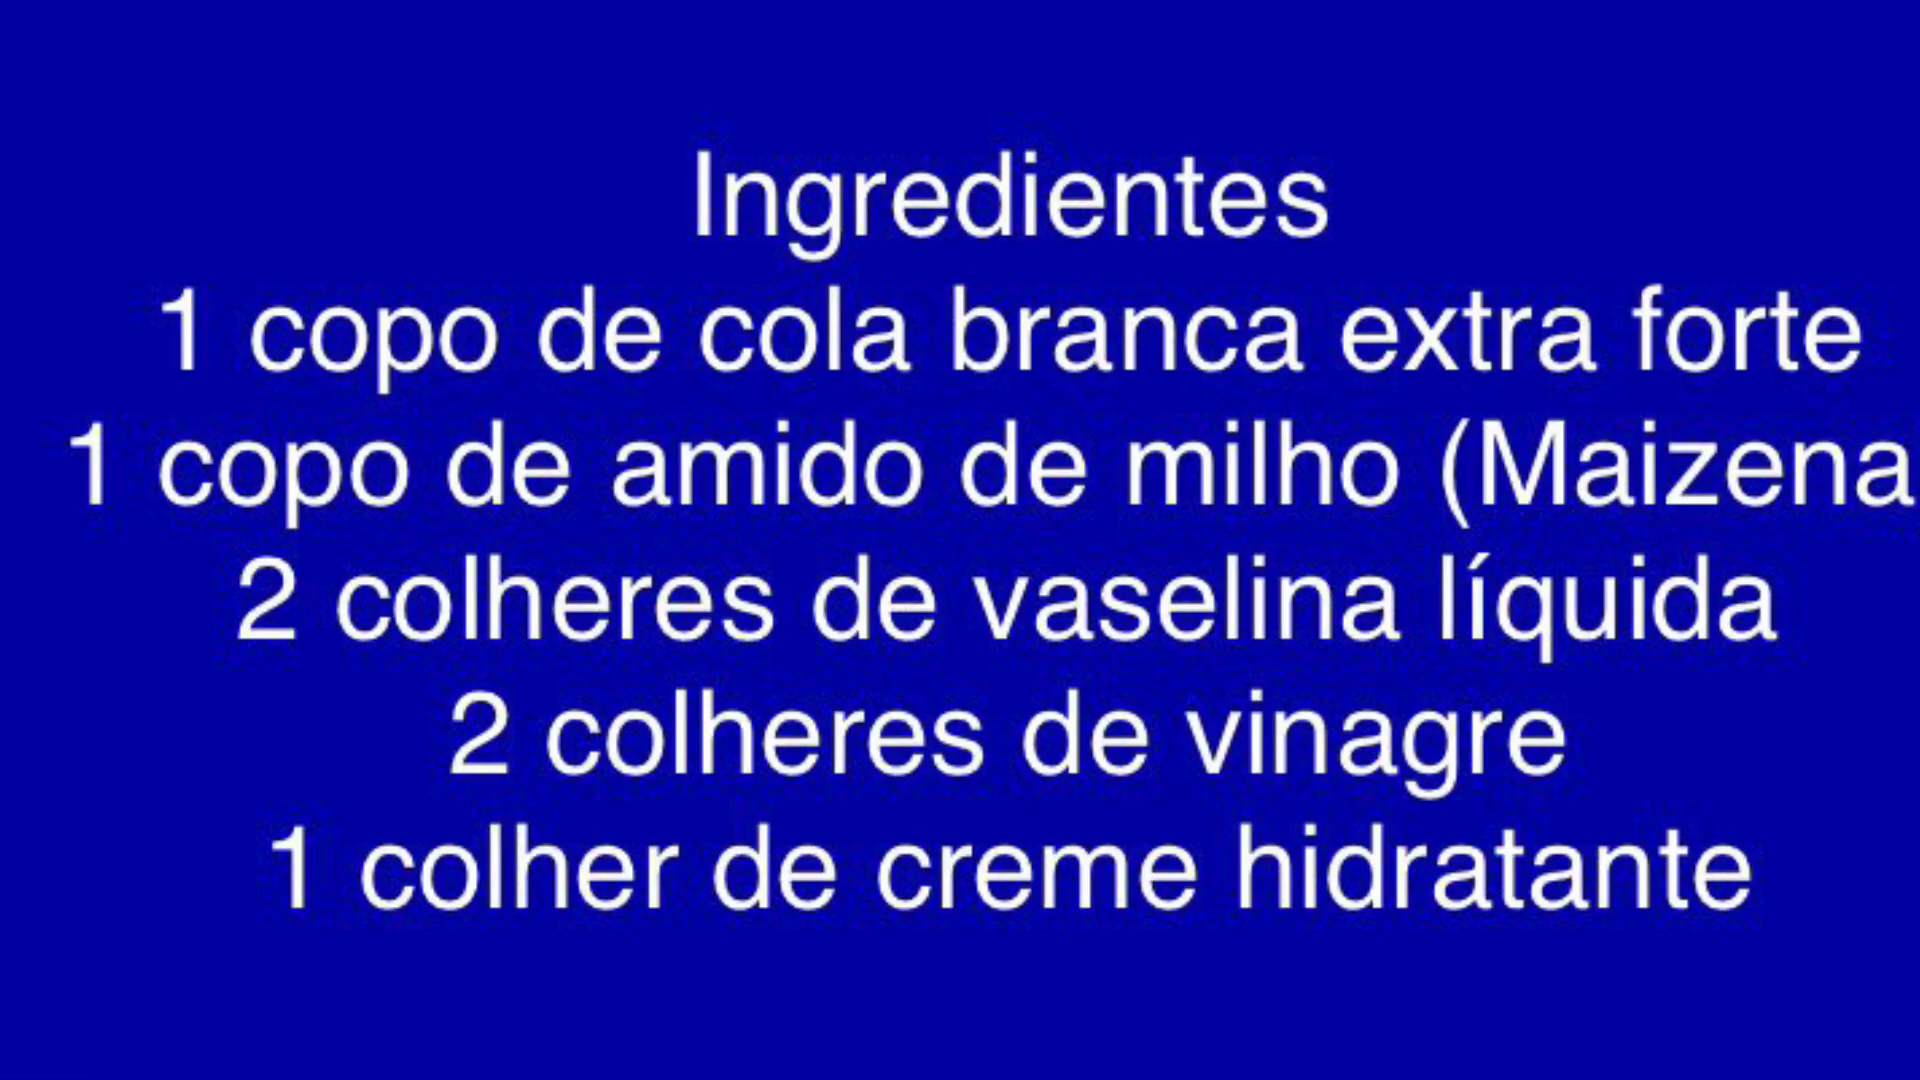 Ingredientes
1 copo de cola branca extra forte
1 copo de amido de milho (Maizena
2 colheres de vaselina líquida
2 colheres de vinagre
1 colher de creme hidratante